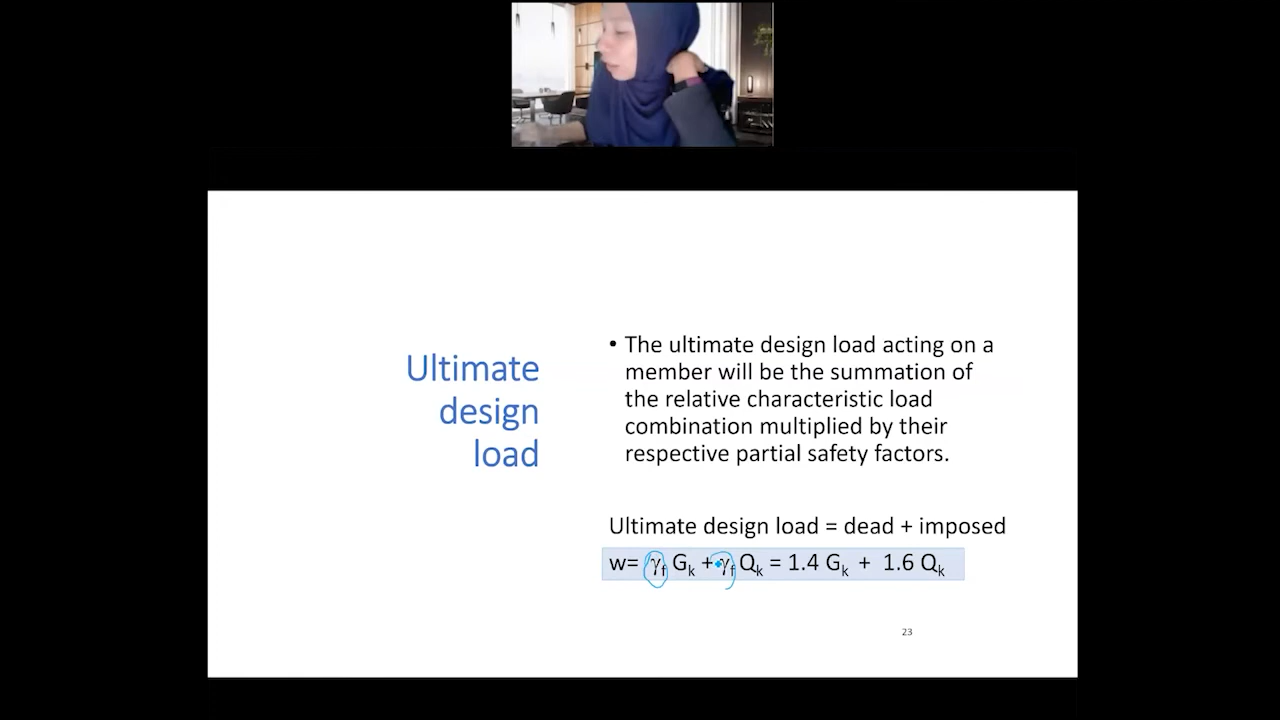 Ultimate
design
load
• The ultimate design load acting on a
member will be the summation of
the relative characteristic load
combination multiplied by their
respective partial safety factors.
Ultimate design load = dead + imposed
w= γf Gk + γf Qk = 1.4 Gk + 1.6 Qk
23